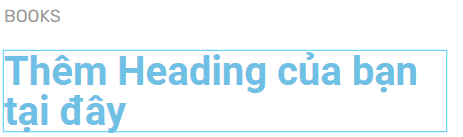 BOOKS
Thêm Heading của bạn
tại đây